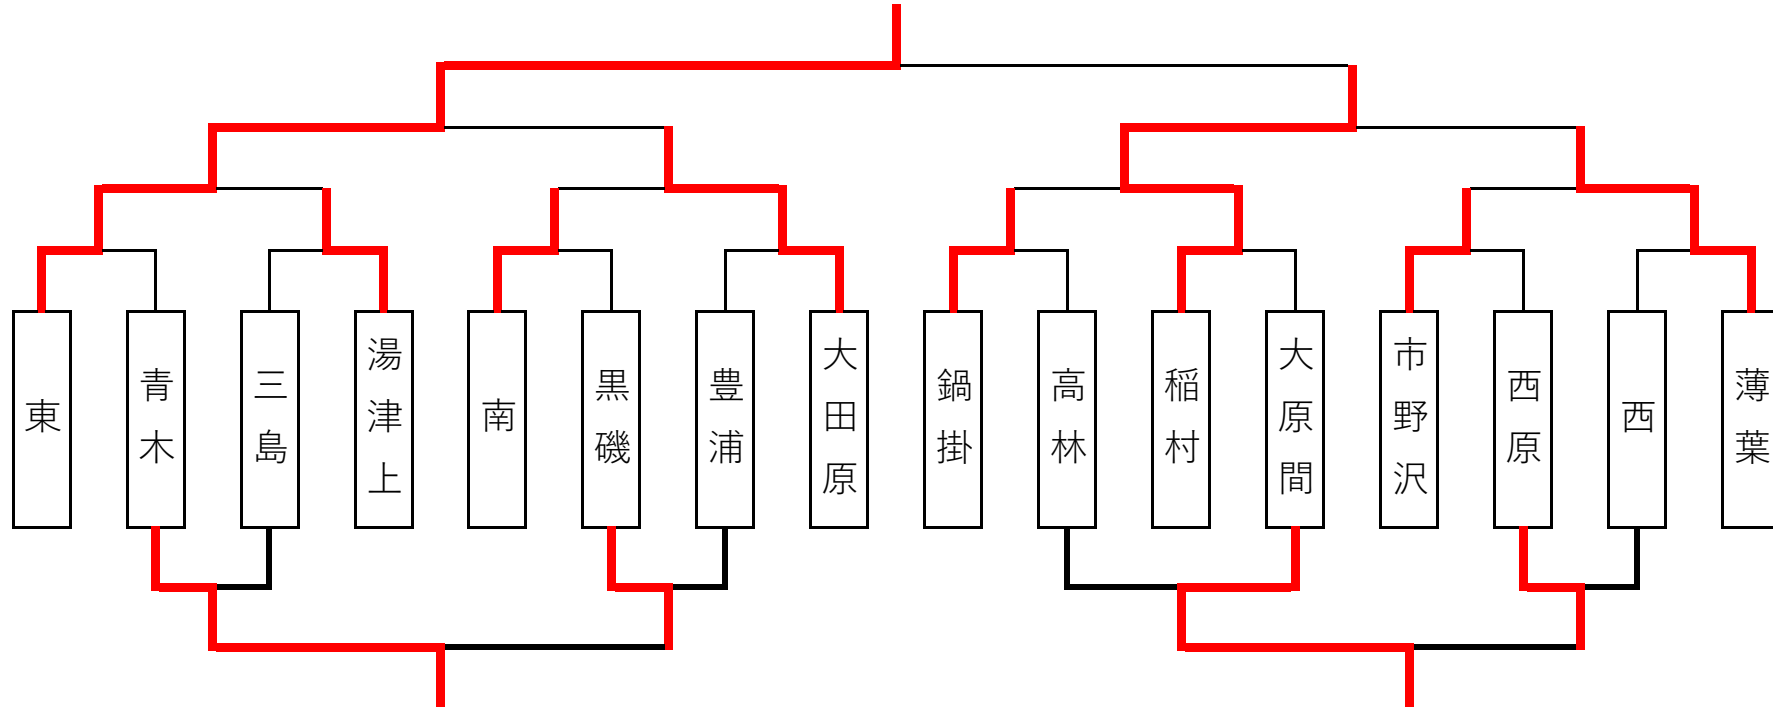 東
青木
三島
湯津上
南
黒磯
豊浦
大田原
鍋掛
高林
稲村
大原間
市野沢
西原
西
薄葉